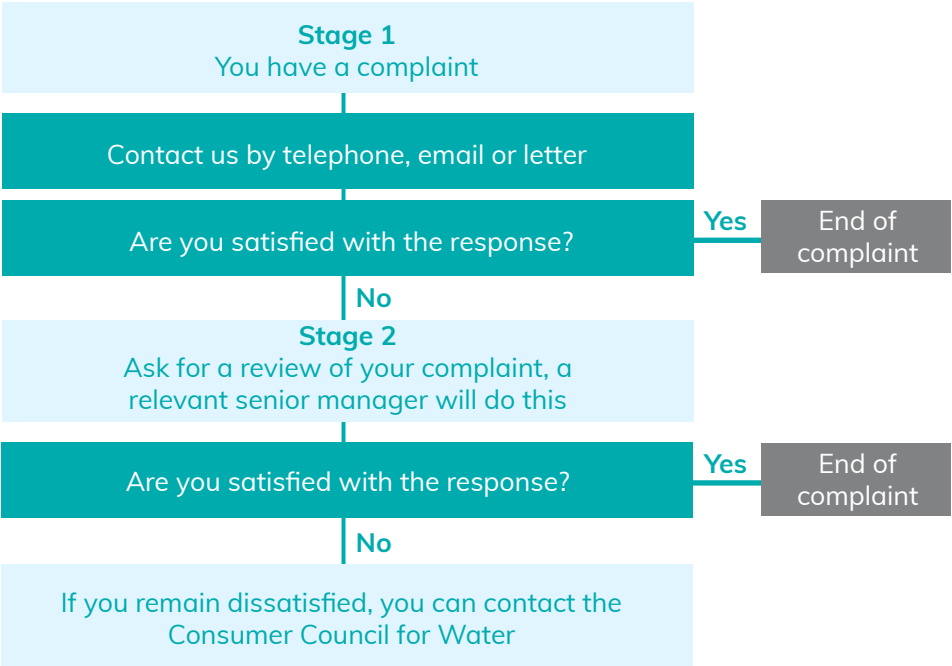 Stage 1
You have a complaint
Contact us by telephone, email or letter
Are you satisfied with the response?
Yes
End of
complaint
No
Stage 2
Ask for a review of your complaint, a
relevant senior manager will do this
Are you satisfied with the response?
Yes
End of
complaint
No
If you remain dissatisfied, you can contact the
Consumer Council for Water